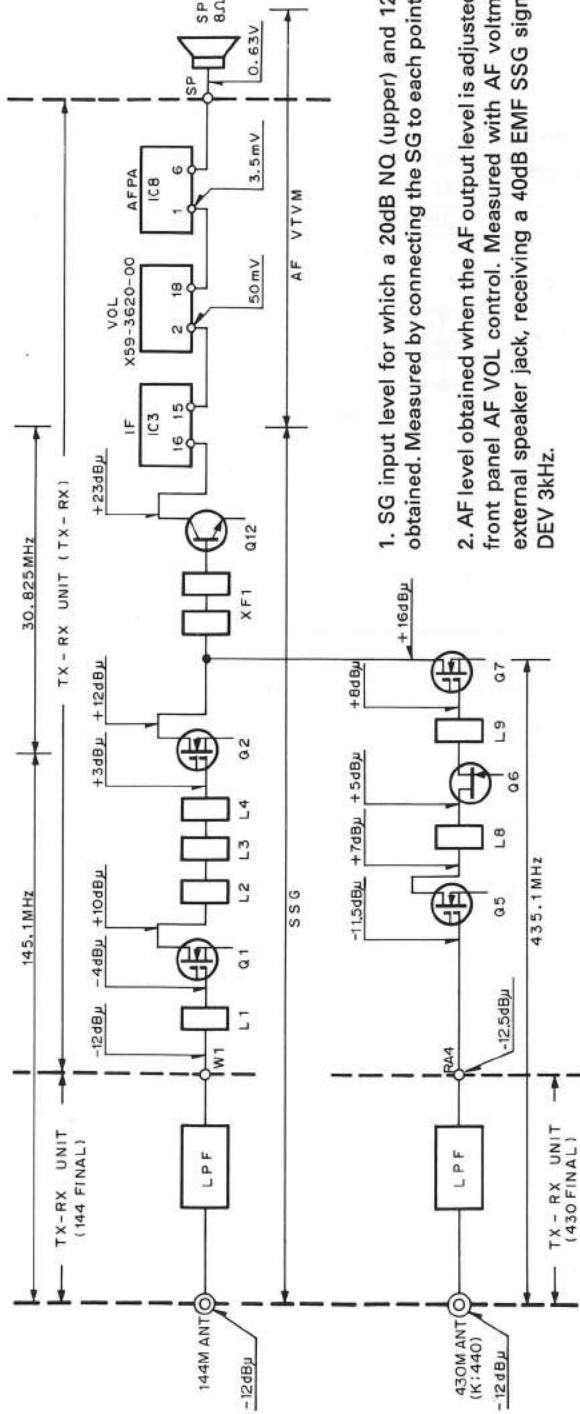 145.1MHz
30.825MHz
TX-RX UNIT
(144 FINAL)
TX-RX UNIT (TX-RX)
144M ANT
-12dBμ
LPF
W1
-12dBμ
L1
-4dBμ
Q1
+10dBμ
L2
L3
L4
+3dBμ
Q2
+12dBμ
XF1
Q12
+23dBμ
IF
IC3
16
15
VOL
X59-3620-00
2
18
50mV
AFPA
IC8
1
6
3.5mV
SP
SP
8Ω
0.63V
SSG
AF VTVM
430M ANT
(K:440)
-12dBμ
LPF
RA4
-12.5dBμ
-11.5dBμ
Q5
+7dBμ
L8
+5dBμ
Q6
L9
+8dBμ
Q7
+16dBμ
435.1MHz
TX-RX UNIT
(430 FINAL)
1. SG input level for which a 20dB NQ (upper) and 12
obtained. Measured by connecting the SG to each point
2. AF level obtained when the AF output level is adjusted
front panel AF VOL control. Measured with AF voltm
external speaker jack, receiving a 40dB EMF SSG sign
DEV 3kHz.